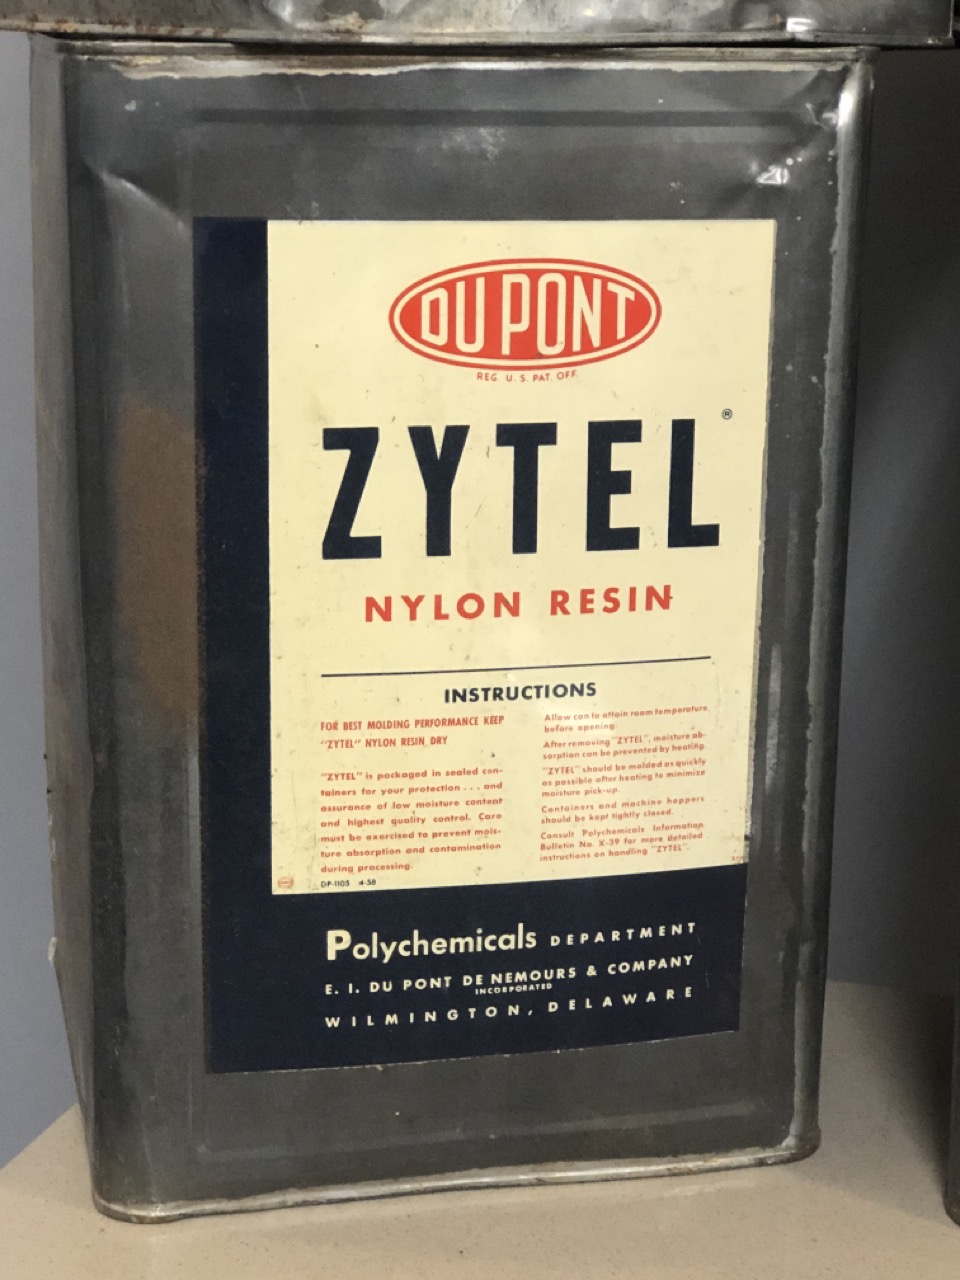 DU PONT
REG. U. S. PAT. OFF.
ZYTEL®
NYLON RESIN
INSTRUCTIONS
FOR BEST MOLDING PERFORMANCE KEEP
"ZYTEL" NYLON RESIN DRY
"ZYTEL" is packaged in sealed con-
tainers for your protection . . . and
assurance of low moisture content
and highest quality control. Care
must be exercised to prevent mois-
ture absorption and contamination
during processing.
Allow can to attain room temperature
before opening.
After removing "ZYTEL", moisture ab-
sorption can be prevented by heating.
"ZYTEL" should be molded as quickly
as possible after heating to minimize
moisture pick-up.
Containers and machine hoppers
should be kept tightly closed.
Consult Polychemicals Information
Bulletin No. X-39 for more detailed
instructions on handling "ZYTEL".
DP-1105 4-58
Polychemicals DEPARTMENT
E. I. DU PONT DE NEMOURS & COMPANY
INCORPORATED
WILMINGTON, DELAWARE